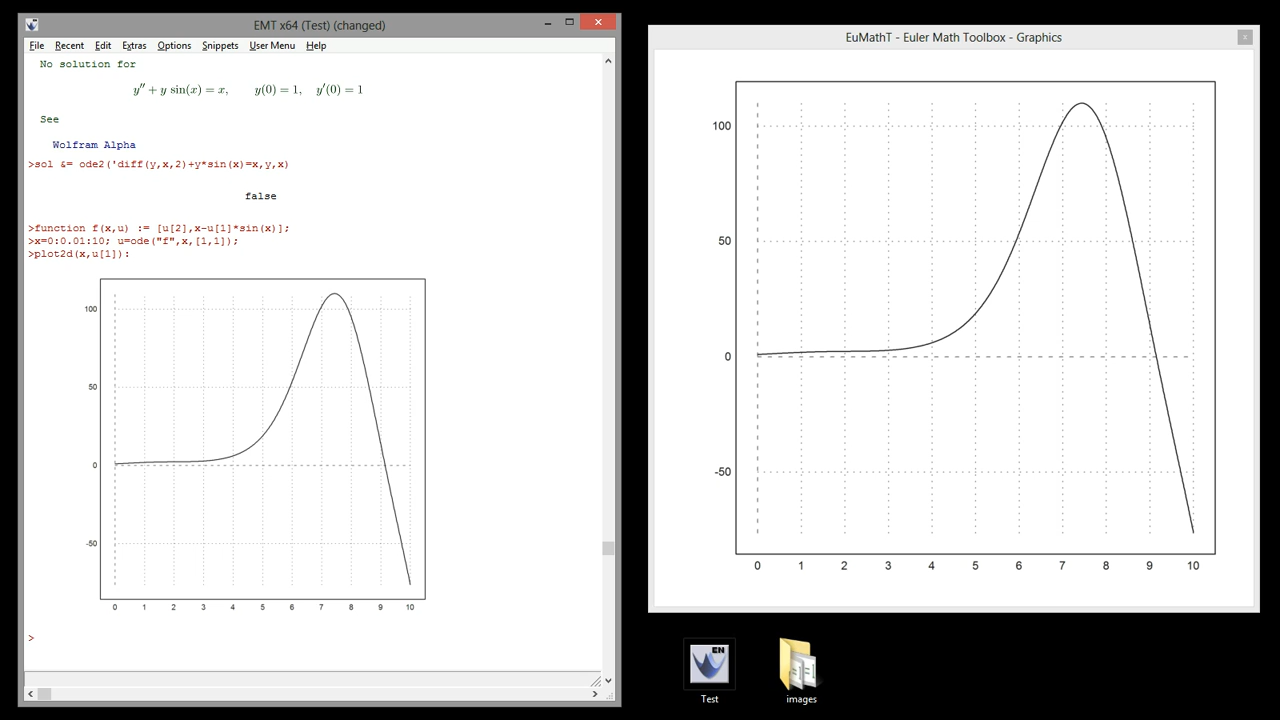 EMT x64 (Test) (changed)
File Recent Edit Extras Options Snippets User Menu Help
No solution for
y′′ + y sin(x) = x, y(0) = 1, y′(0) = 1
See
Wolfram Alpha
>sol &= ode2('diff(y,x,2)+y*sin(x)=x,y,x)
false
>function f(x,u) := [u[2],x-u[1]*sin(x)];
>x=0:0.01:10; u=ode("f",x,[1,1]);
>plot2d(x,u[1]):
100
50
0
-50
0 1 2 3 4 5 6 7 8 9 10
>
EuMathT - Euler Math Toolbox - Graphics
100
50
0
-50
0 1 2 3 4 5 6 7 8 9 10
EN
Test
images